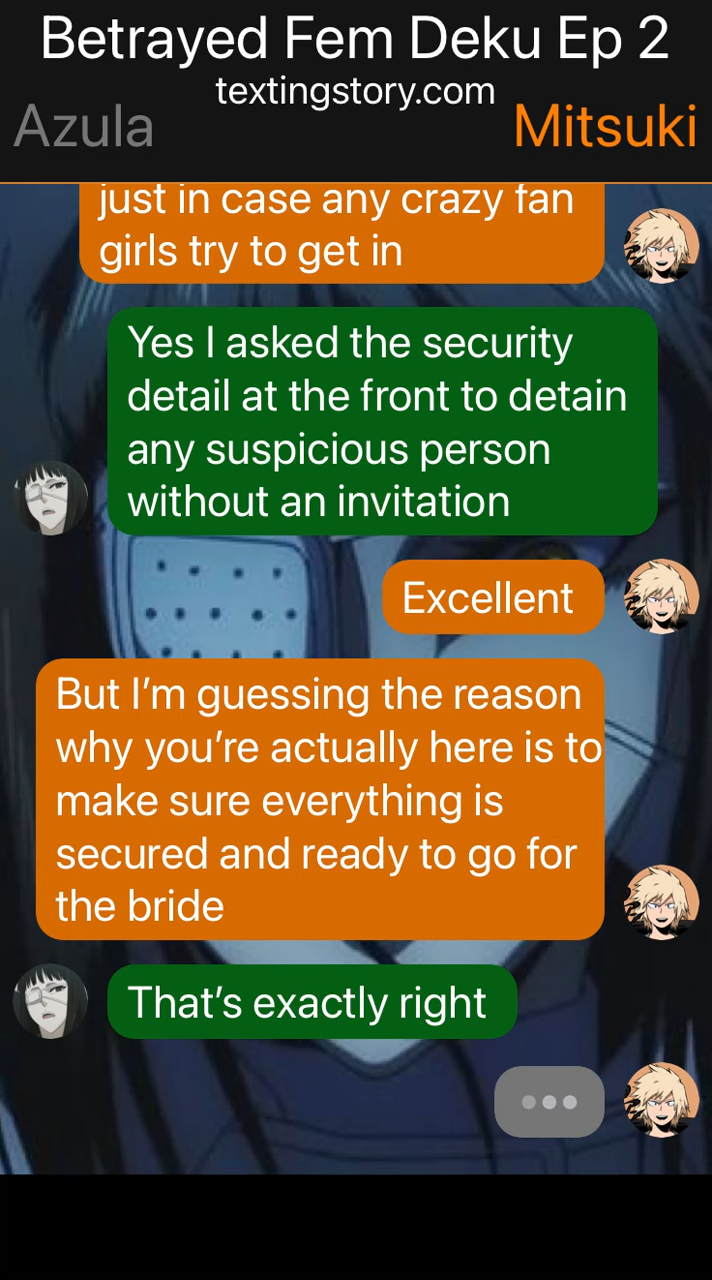 Betrayed Fem Deku Ep 2
textingstory.com
Azula
Mitsuki
just in case any crazy fan
girls try to get in
Yes I asked the security
detail at the front to detain
any suspicious person
without an invitation
Excellent
But I’m guessing the reason
why you’re actually here is to
make sure everything is
secured and ready to go for
the bride
That’s exactly right